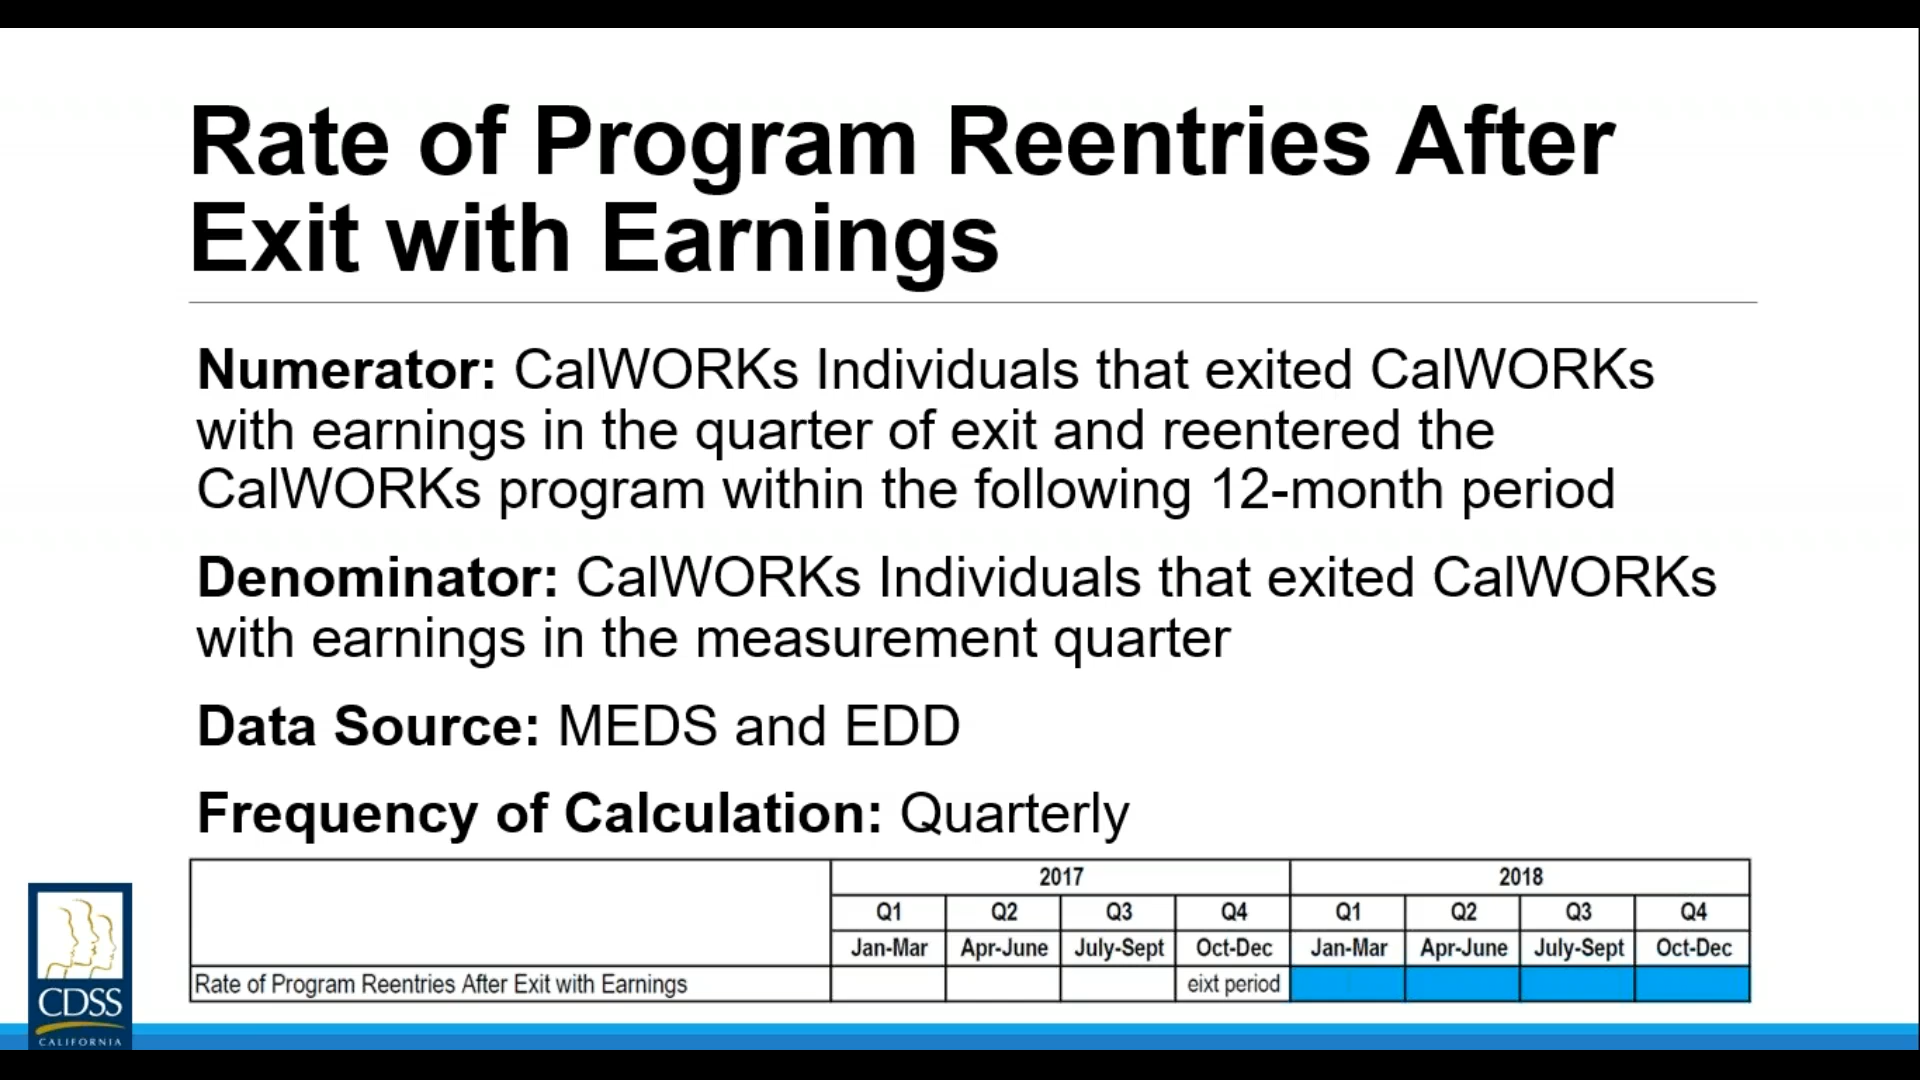 Rate of Program Reentries After
Exit with Earnings
Numerator: CalWORKs Individuals that exited CalWORKs
with earnings in the quarter of exit and reentered the
CalWORKs program within the following 12-month period
Denominator: CalWORKs Individuals that exited CalWORKs
with earnings in the measurement quarter
Data Source: MEDS and EDD
Frequency of Calculation: Quarterly
2017 2018
Q1 Q2 Q3 Q4 Q1 Q2 Q3 Q4
Jan-Mar Apr-June July-Sept Oct-Dec Jan-Mar Apr-June July-Sept Oct-Dec
Rate of Program Reentries After Exit with Earnings eixt period
CDSS
CALIFORNIA